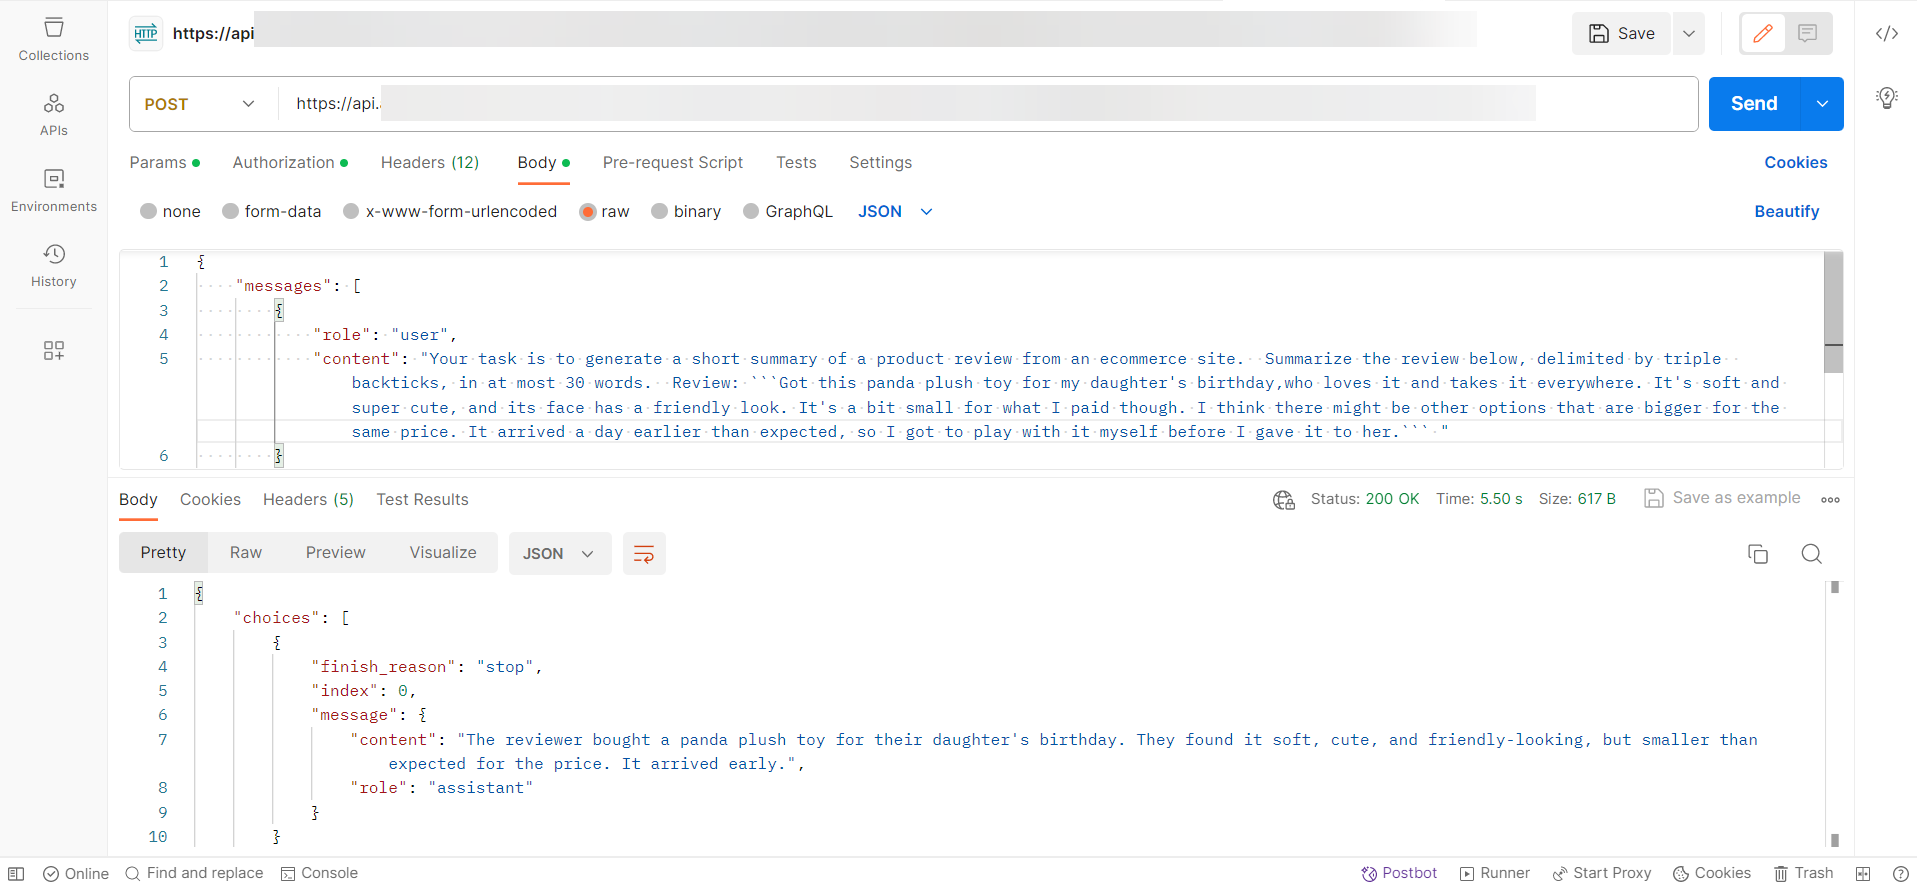 Collections
APIs
Environments
History
HTTP https://api
Save
POST https://api.
Send
Params Authorization Headers (12) Body Pre-request Script Tests Settings Cookies
none form-data x-www-form-urlencoded raw binary GraphQL JSON Beautify
1 {
2 "messages": [
3 {
4 "role": "user",
5 "content": "Your task is to generate a short summary of a product review from an ecommerce site.  Summarize the review below, delimited by triple
backticks, in at most 30 words.  Review: ```Got this panda plush toy for my daughter's birthday,who loves it and takes it everywhere. It's soft and
super cute, and its face has a friendly look. It's a bit small for what I paid though. I think there might be other options that are bigger for the
same price. It arrived a day earlier than expected, so I got to play with it myself before I gave it to her.``` "
6 }
Body Cookies Headers (5) Test Results Status: 200 OK Time: 5.50 s Size: 617 B Save as example
Pretty Raw Preview Visualize JSON
1 {
2 "choices": [
3 {
4 "finish_reason": "stop",
5 "index": 0,
6 "message": {
7 "content": "The reviewer bought a panda plush toy for their daughter's birthday. They found it soft, cute, and friendly-looking, but smaller than
expected for the price. It arrived early.",
8 "role": "assistant"
9 }
10 }
Online Find and replace Console Postbot Runner Start Proxy Cookies Trash